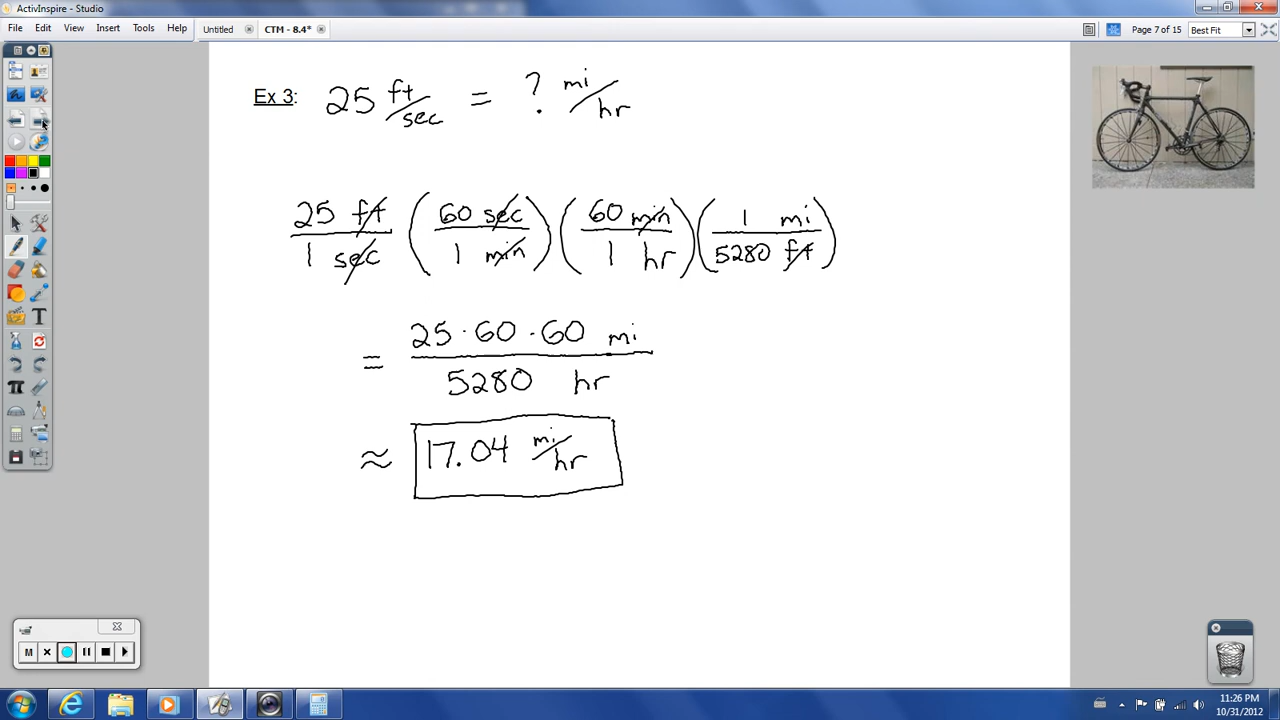 ActivInspire - Studio
File Edit View Insert Tools Help
Untitled
CTM - 8.4*
Page 7 of 15
Best Fit
Ex 3: 25 ft/sec = ? mi/hr
25 ft / 1 sec (60 sec / 1 min) (60 min / 1 hr) (1 mi / 5280 ft)
= 25 · 60 · 60 mi / 5280 hr
≈ 17.04 mi/hr
M
11:26 PM
10/31/2012